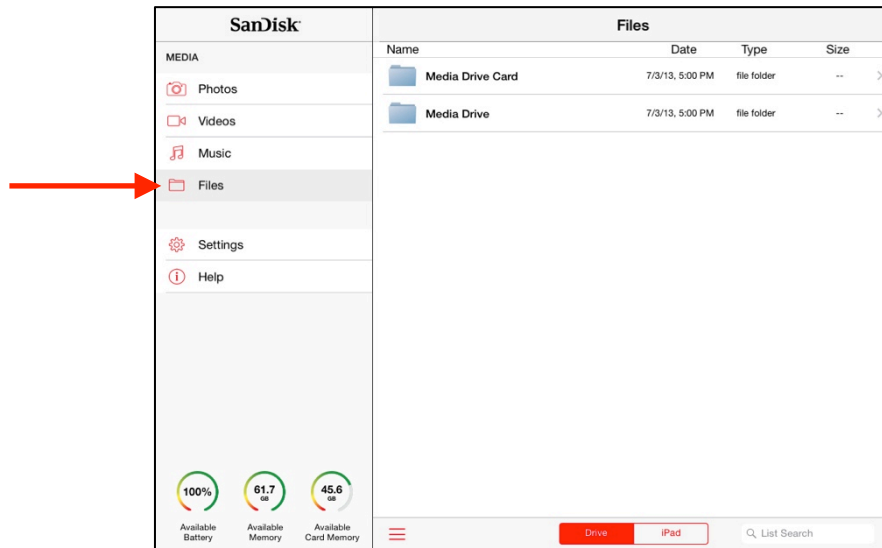 SanDisk
MEDIA
Photos
Videos
Music
Files
Settings
Help
100%
61.7
GB
45.6
GB
Available Battery
Available Memory
Available Card Memory
Files
Name Date Type Size
Media Drive Card 7/3/13, 5:00 PM file folder --
Media Drive 7/3/13, 5:00 PM file folder --
Drive iPad List Search